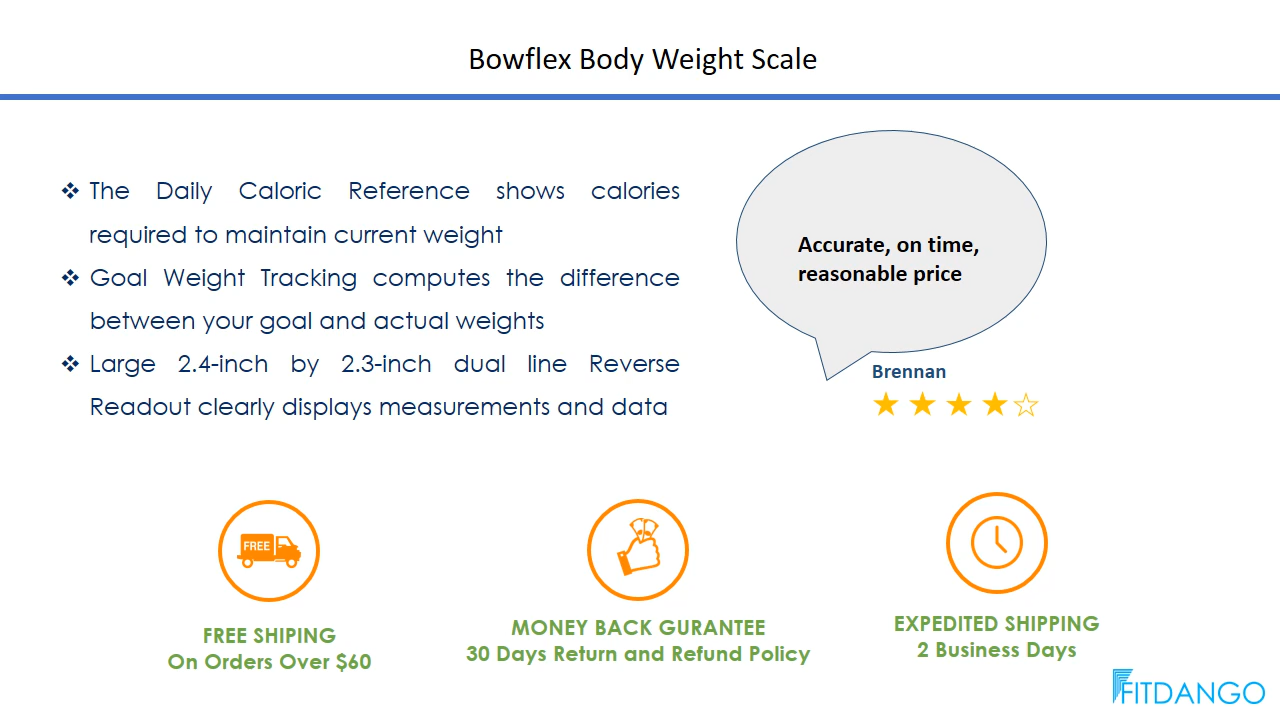 Bowflex Body Weight Scale
❖ The Daily Caloric Reference shows calories
required to maintain current weight
❖ Goal Weight Tracking computes the difference
between your goal and actual weights
❖ Large 2.4-inch by 2.3-inch dual line Reverse
Readout clearly displays measurements and data
Accurate, on time,
reasonable price
Brennan
FREE
FREE SHIPING
On Orders Over $60
MONEY BACK GURANTEE
30 Days Return and Refund Policy
EXPEDITED SHIPPING
2 Business Days
FITDANGO